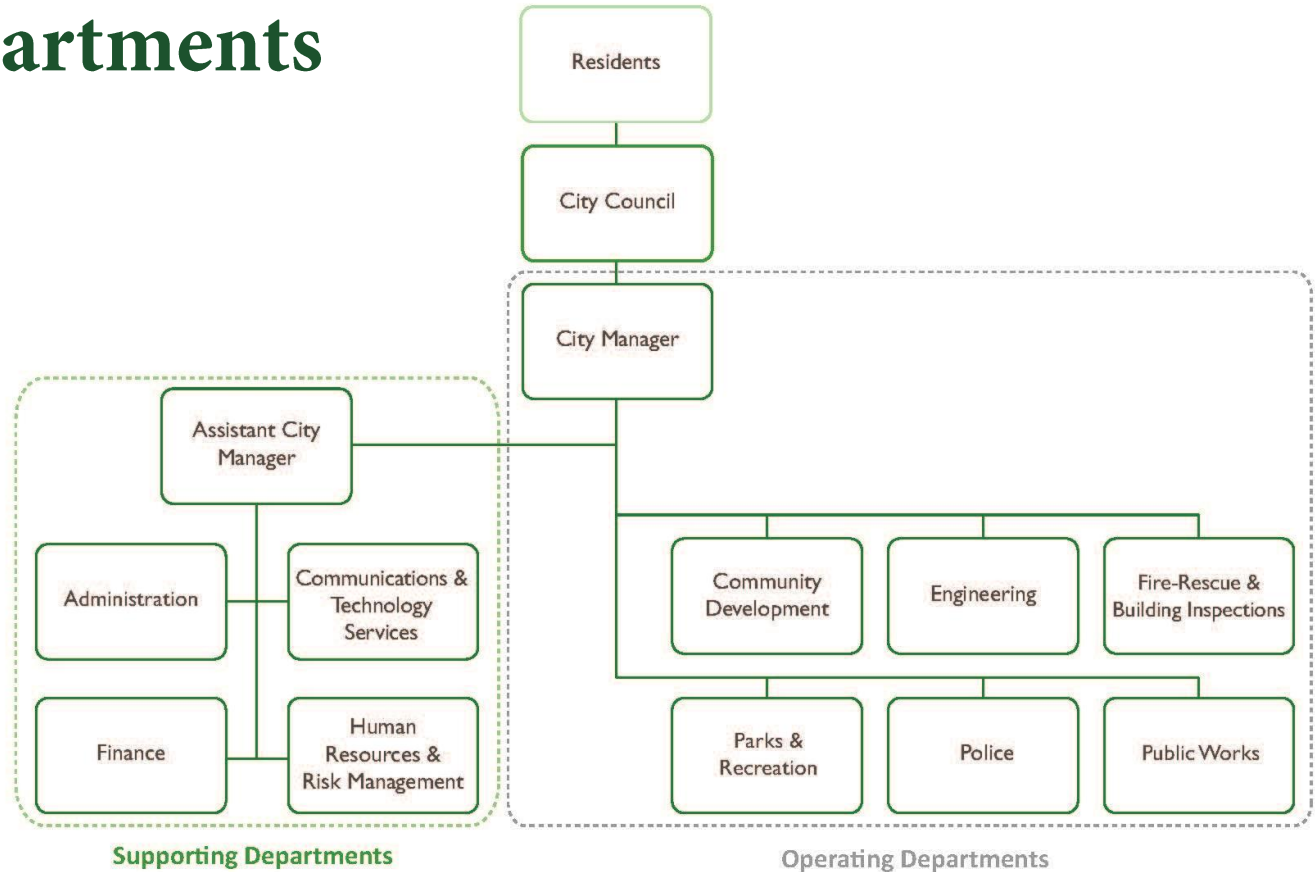 artments
Residents
City Council
City Manager
Assistant City
Manager
Administration
Communications &
Technology
Services
Finance
Human
Resources &
Risk Management
Community
Development
Engineering
Fire-Rescue &
Building Inspections
Parks &
Recreation
Police
Public Works
Supporting Departments
Operating Departments